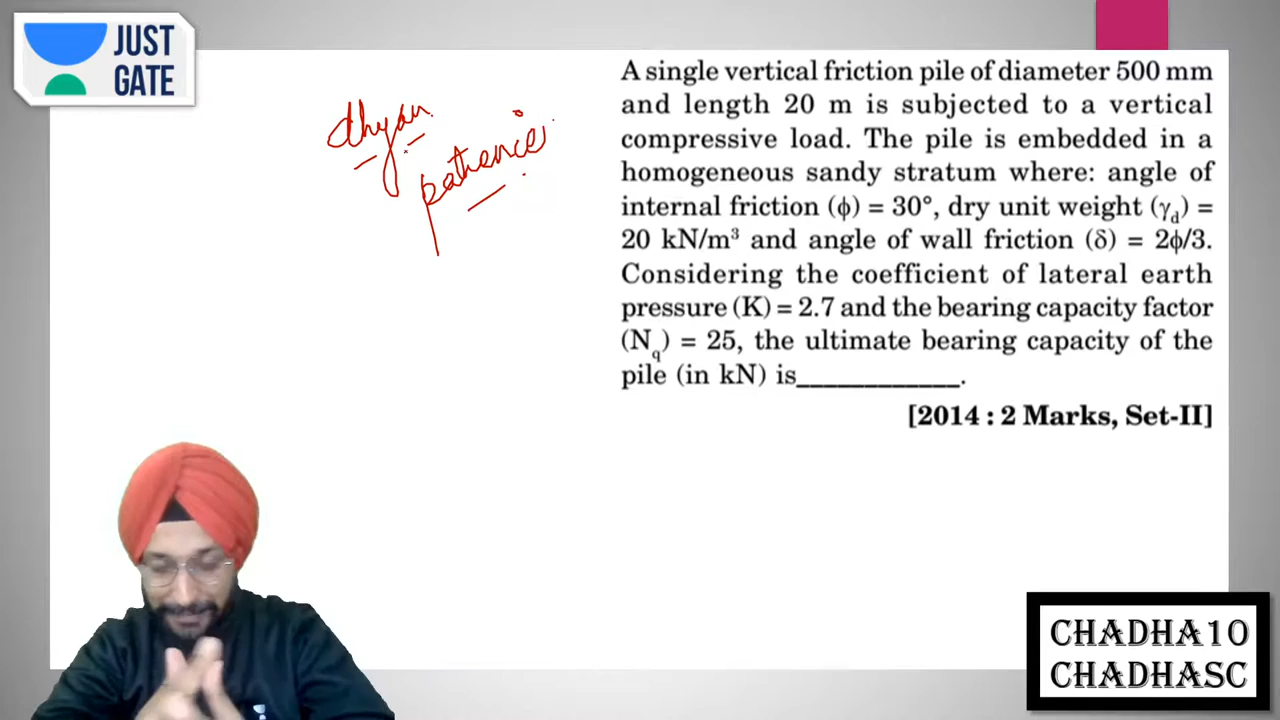 JUST
GATE
dhyan
patience
A single vertical friction pile of diameter 500 mm
and length 20 m is subjected to a vertical
compressive load. The pile is embedded in a
homogeneous sandy stratum where: angle of
internal friction (ϕ) = 30°, dry unit weight (γd) =
20 kN/m³ and angle of wall friction (δ) = 2ϕ/3.
Considering the coefficient of lateral earth
pressure (K) = 2.7 and the bearing capacity factor
(Nq) = 25, the ultimate bearing capacity of the
pile (in kN) is____________.
[2014 : 2 Marks, Set-II]
CHADHA10
CHADHASC